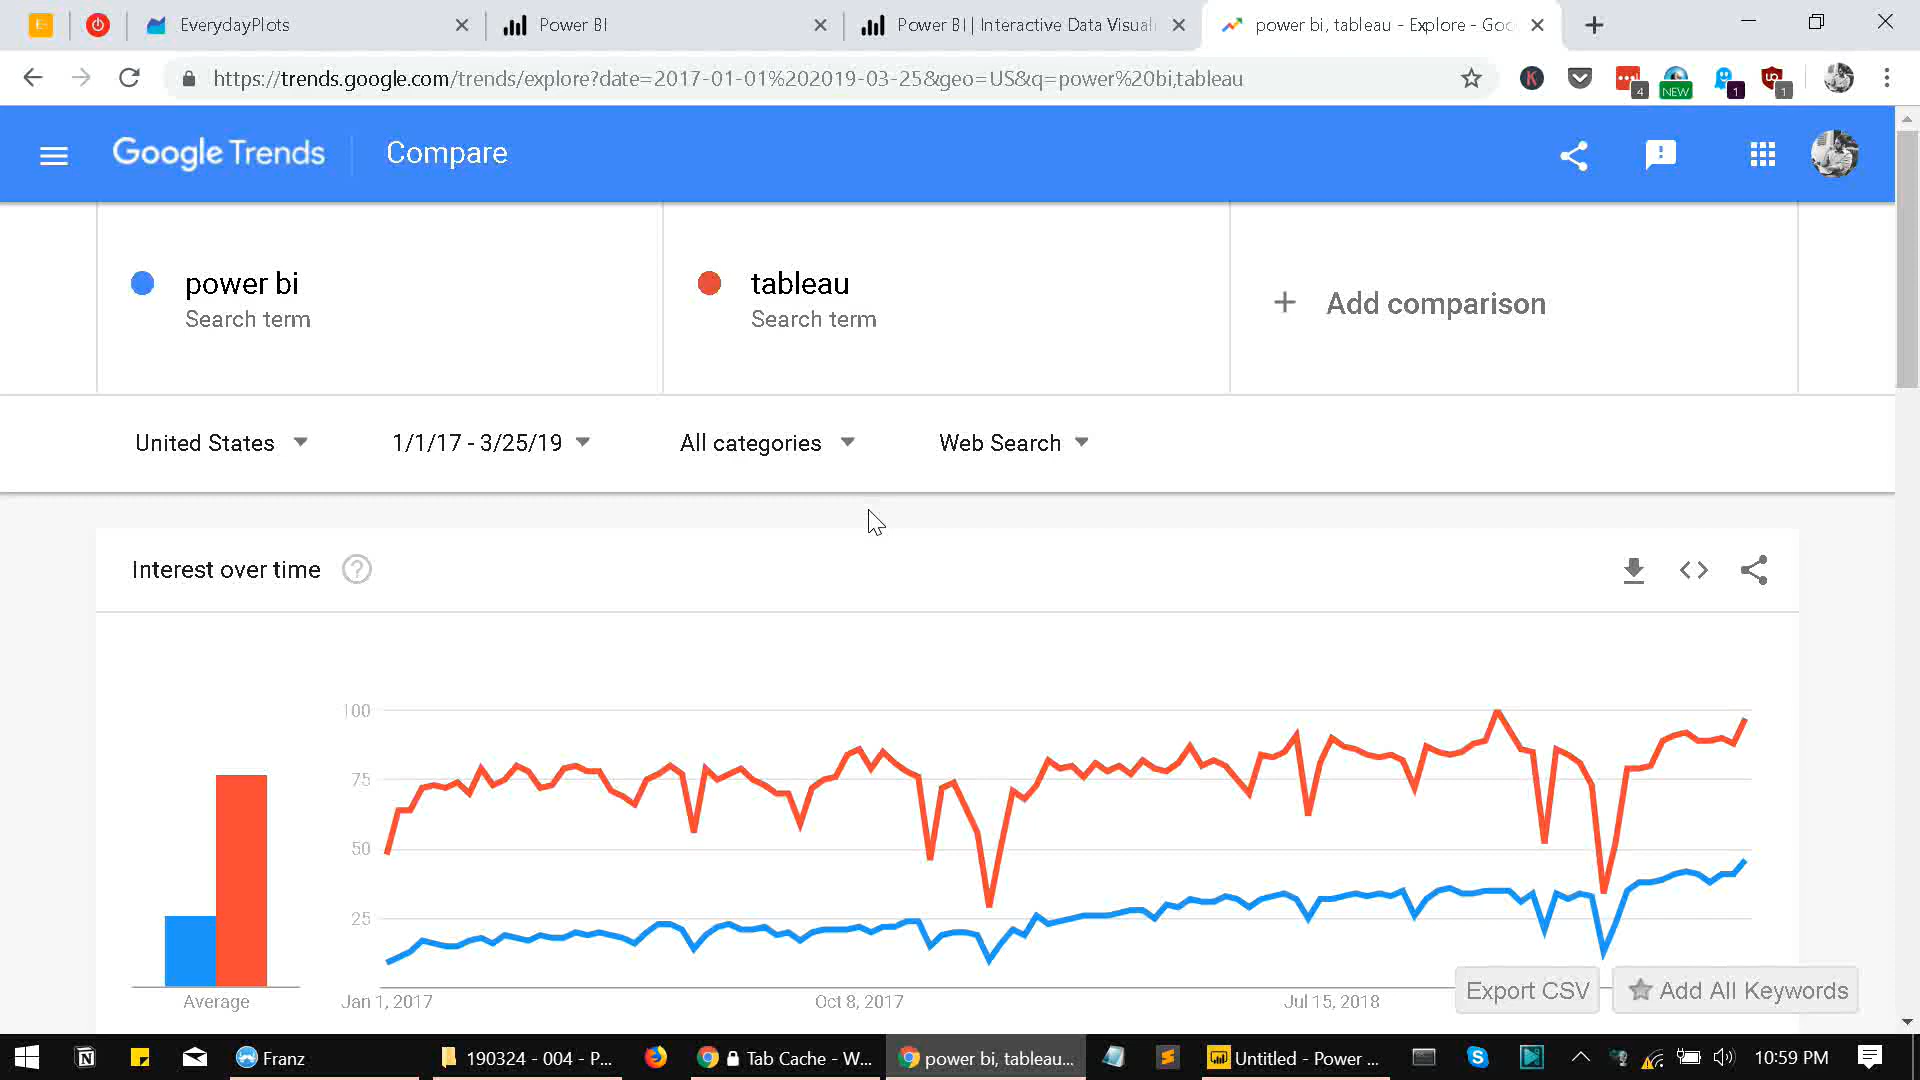 EverydayPlots
Power BI
Power BI | Interactive Data Visual
power bi, tableau - Explore - Goo
https://trends.google.com/trends/explore?date=2017-01-01%202019-03-25&geo=US&q=power%20bi,tableau
4
NEW
1
1
Google Trends
Compare
power bi
Search term
tableau
Search term
+ Add comparison
United States
1/1/17 - 3/25/19
All categories
Web Search
Interest over time
?
100
75
50
25
Average
Jan 1, 2017
Oct 8, 2017
Jul 15, 2018
Export CSV
Add All Keywords
Franz
190324 - 004 - P...
Tab Cache - W...
power bi, tableau...
Untitled - Power ...
10:59 PM